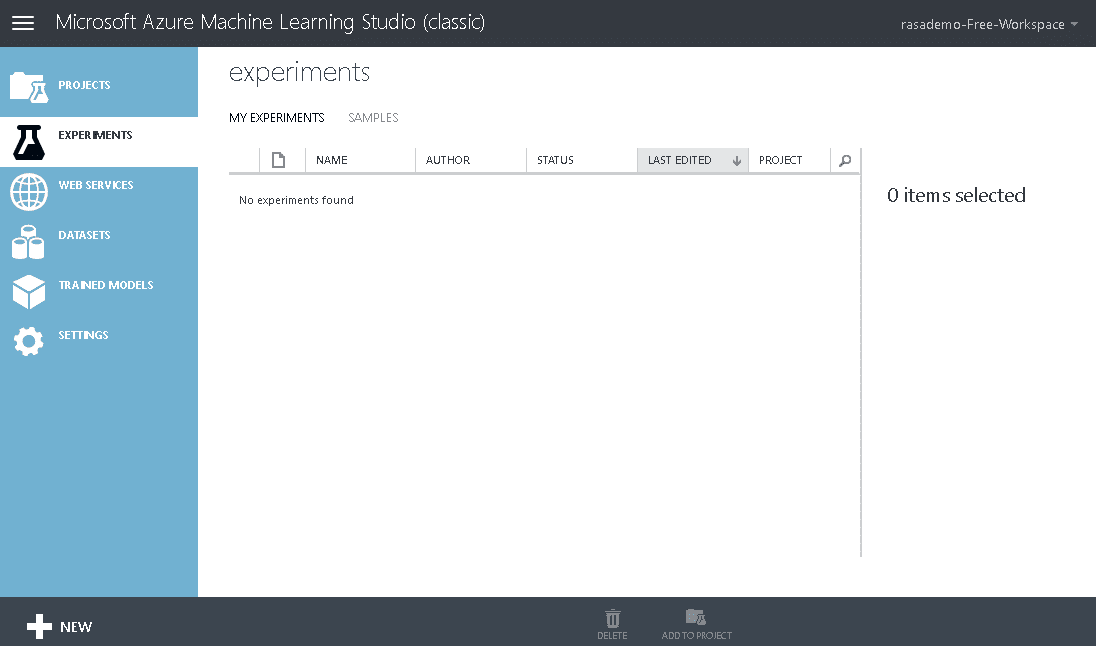 Microsoft Azure Machine Learning Studio (classic)
rasademo-Free-Workspace
PROJECTS
EXPERIMENTS
WEB SERVICES
DATASETS
TRAINED MODELS
SETTINGS
experiments
MY EXPERIMENTS SAMPLES
NAME AUTHOR STATUS LAST EDITED PROJECT
No experiments found
0 items selected
NEW
DELETE
ADD TO PROJECT